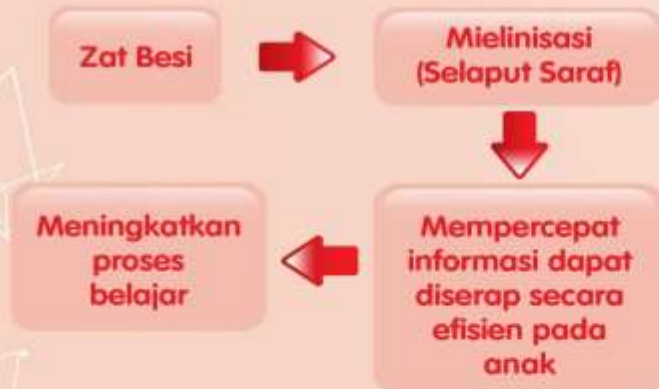 Zat Besi
Mielinisasi
(Selaput Saraf)
Mempercepat
informasi dapat
diserap secara
efisien pada
anak
Meningkatkan
proses
belajar